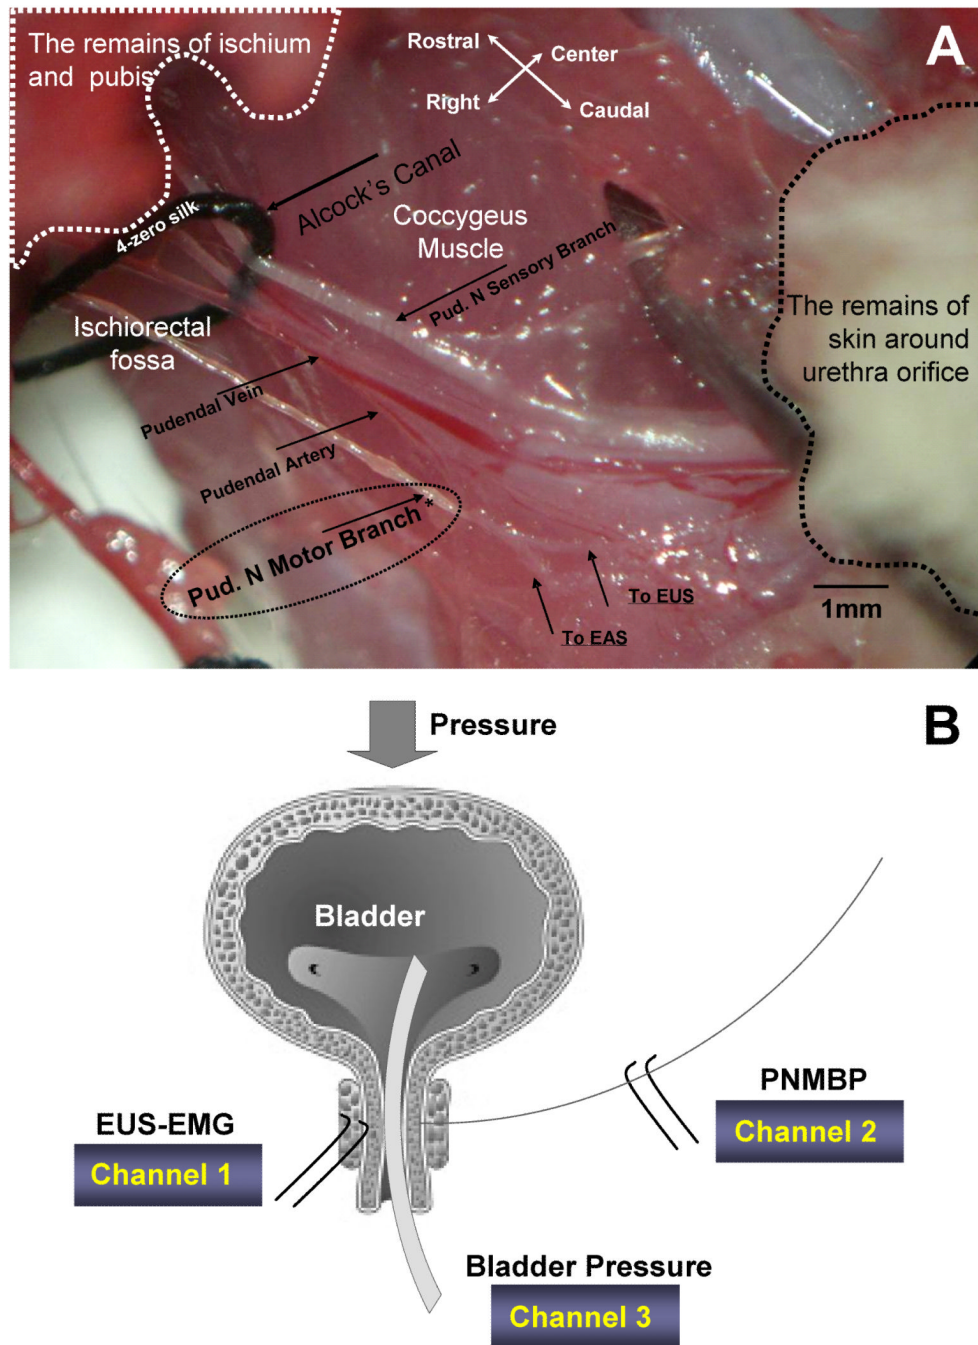 A
The remains of ischium
and pubis
Rostral
Center
Right
Caudal
Alcock's Canal
4-zero silk
Coccygeus
Muscle
Pud. N Sensory Branch
Ischiorectal
fossa
The remains of
skin around
urethra orifice
Pudendal Vein
Pudendal Artery
Pud. N Motor Branch *
To EUS
To EAS
1mm
B
Pressure
Bladder
EUS-EMG
Channel 1
PNMBP
Channel 2
Bladder Pressure
Channel 3